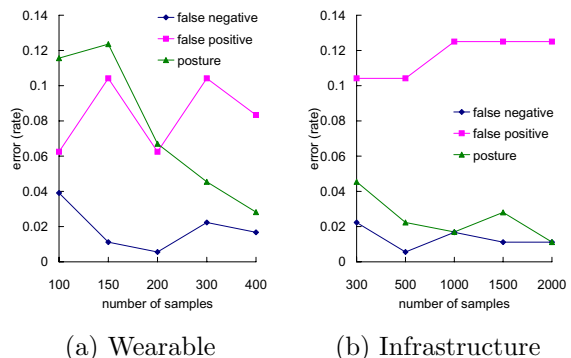 0.14
0.12
0.1
0.08
0.06
0.04
0.02
0
error (rate)
false negative
false positive
posture
100 150 200 300 400
number of samples
(a) Wearable
0.14
0.12
0.1
0.08
0.06
0.04
0.02
0
error (rate)
false negative
false positive
posture
300 500 1000 1500 2000
number of samples
(b) Infrastructure